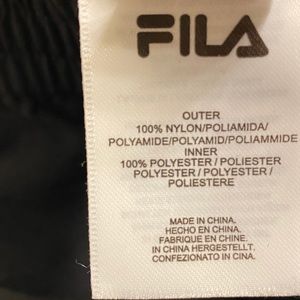 FILA
OUTER
100% NYLON/POLIAMIDA/
POLYAMIDE/POLYAMID/POLIAMMIDE
INNER
100% POLYESTER / POLIESTER
POLYESTER / POLYESTER /
POLIESTERE
MADE IN CHINA.
HECHO EN CHINA.
FABRIQUE EN CHINE.
IN CHINA HERGESTELLT.
CONFEZIONATO IN CINA.